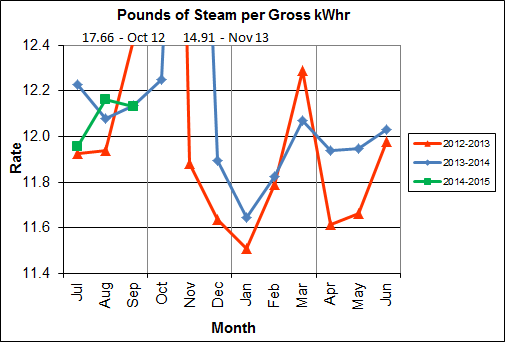 Pounds of Steam per Gross kWhr
17.66 - Oct 12 14.91 - Nov 13
12.4
12.2
12.0
11.8
11.6
11.4
Rate
Jul Aug Sep Oct Nov Dec Jan Feb Mar Apr May Jun
Month
2012-2013
2013-2014
2014-2015